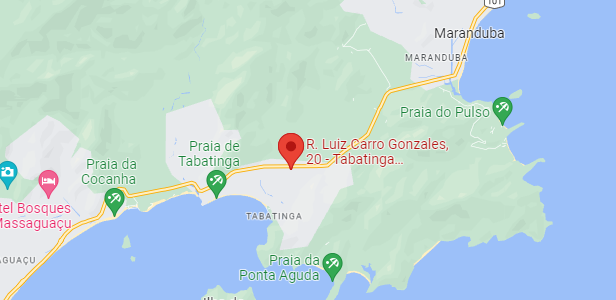 101
Maranduba
MARANDUBA
Praia do Pulso
R. Luiz Carro Gonzales,
20 - Tabatinga...
Praia de
Tabatinga
Praia da
Cocanha
tel Bosques
Massaguaçu
TABATINGA
AGUAÇU
Praia da
Ponta Aguda